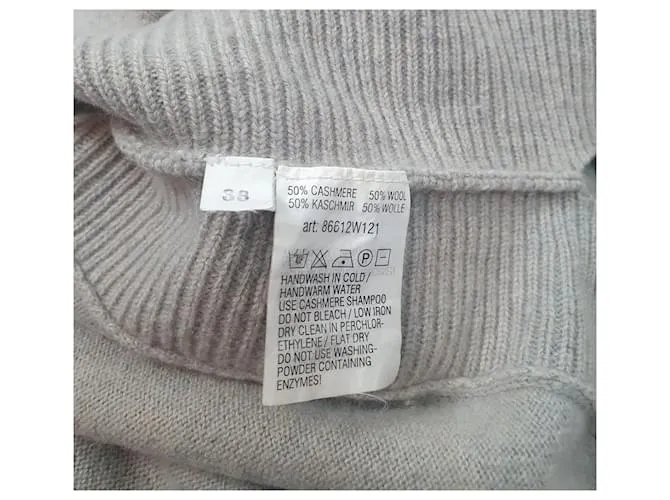 38
50% CASHMERE 50% WOOL
50% KASCHMIR 50% WOLLE
art. 86612W121
P
HANDWASH IN COLD /
HANDWARM WATER
USE CASHMERE SHAMPOO
DO NOT BLEACH / LOW IRON
DRY CLEAN IN PERCHLOR-
ETHYLENE / FLAT DRY
DO NOT USE WASHING-
POWDER CONTAINING
ENZYMES!